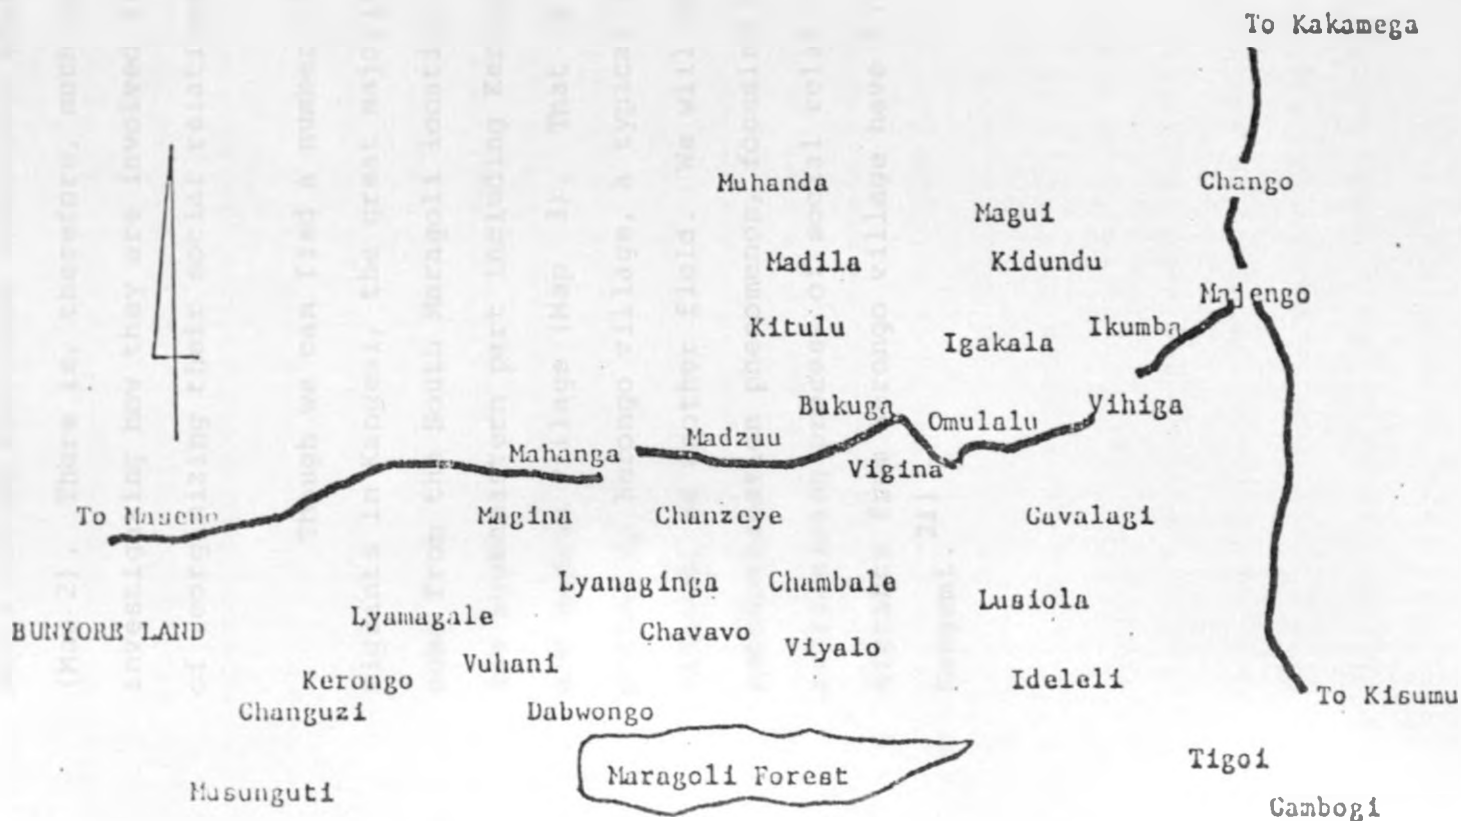 To Kakamega
Muhanda
Chango
Magui
Madila
Kidundu
Majengo
Kitulu
Igakala
Ikumba
Bukuga
Omulalu
Vihiga
Madzuu
Mahanga
Vigina
To Maseno
Magina
Chanzeye
Gavalagi
Lyanaginga
Chambale
Lusiola
Lyamagale
BUNYORE LAND
Chavavo
Viyalo
Vuhani
Kerongo
Ideleli
To Kisumu
Changuzi
Dabwongo
Tigoi
Maragoli Forest
Musunguti
Gambogi